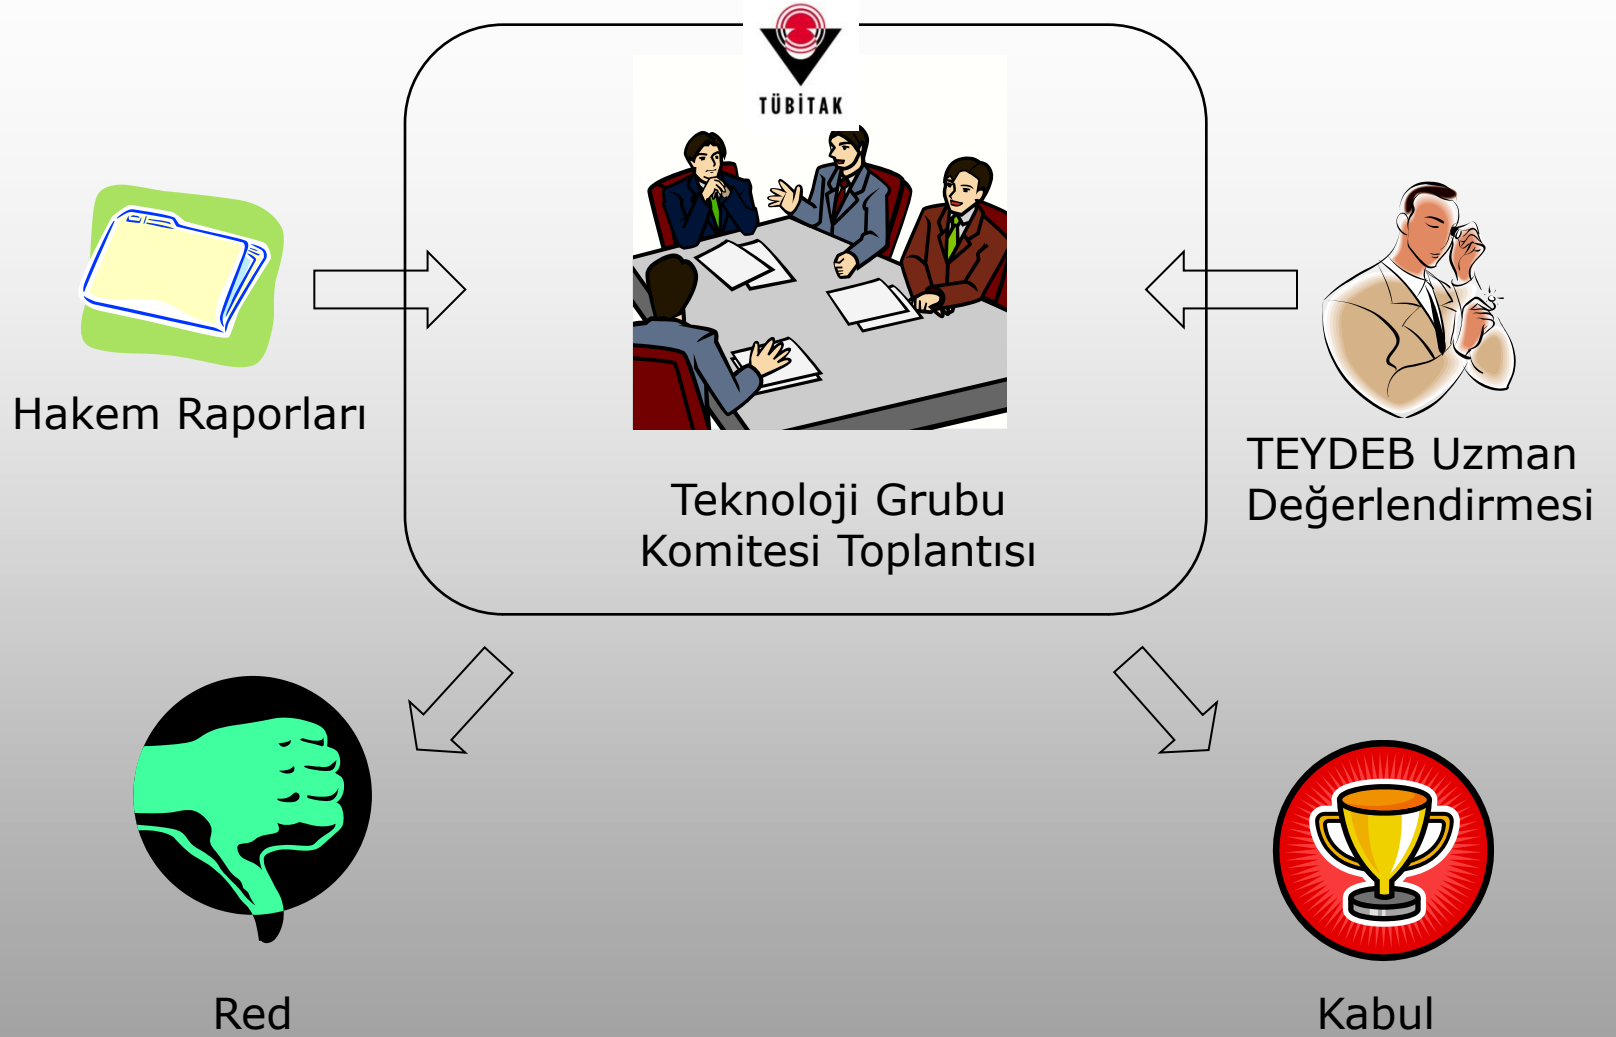 TÜBİTAK
Hakem Raporları
Teknoloji Grubu
Komitesi Toplantısı
TEYDEB Uzman
Değerlendirmesi
Red
Kabul